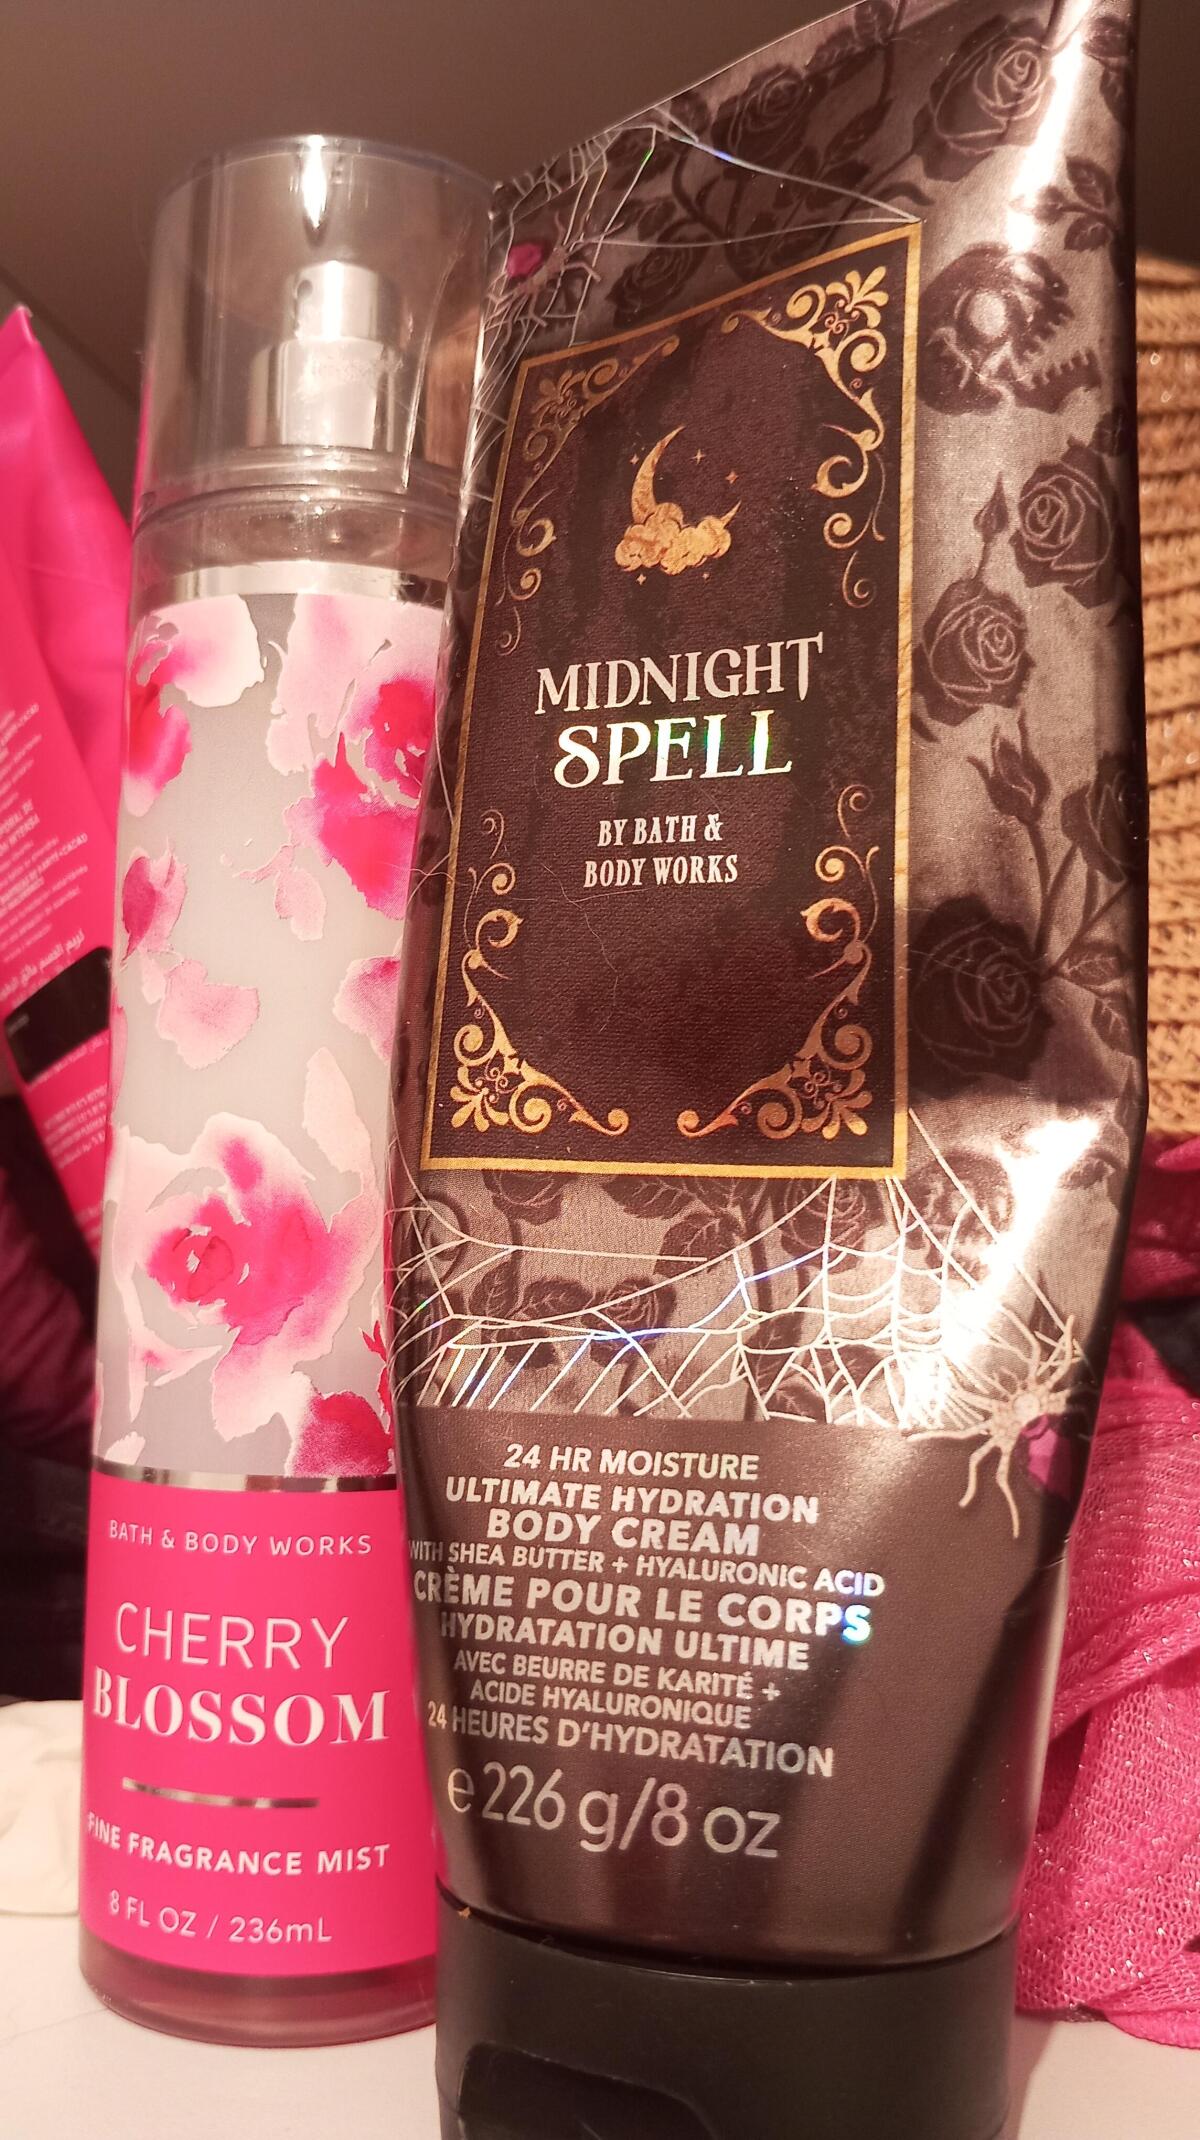 BATH & BODY WORKS
CHERRY
BLOSSOM
FINE FRAGRANCE MIST
8 FL OZ / 236mL
MIDNIGHT
SPELL
BY BATH &
BODY WORKS
24 HR MOISTURE
ULTIMATE HYDRATION
BODY CREAM
WITH SHEA BUTTER + HYALURONIC ACID
CRÈME POUR LE CORPS
HYDRATATION ULTIME
AVEC BEURRE DE KARITÉ +
ACIDE HYALURONIQUE
24 HEURES D'HYDRATATION
e 226 g/8 oz